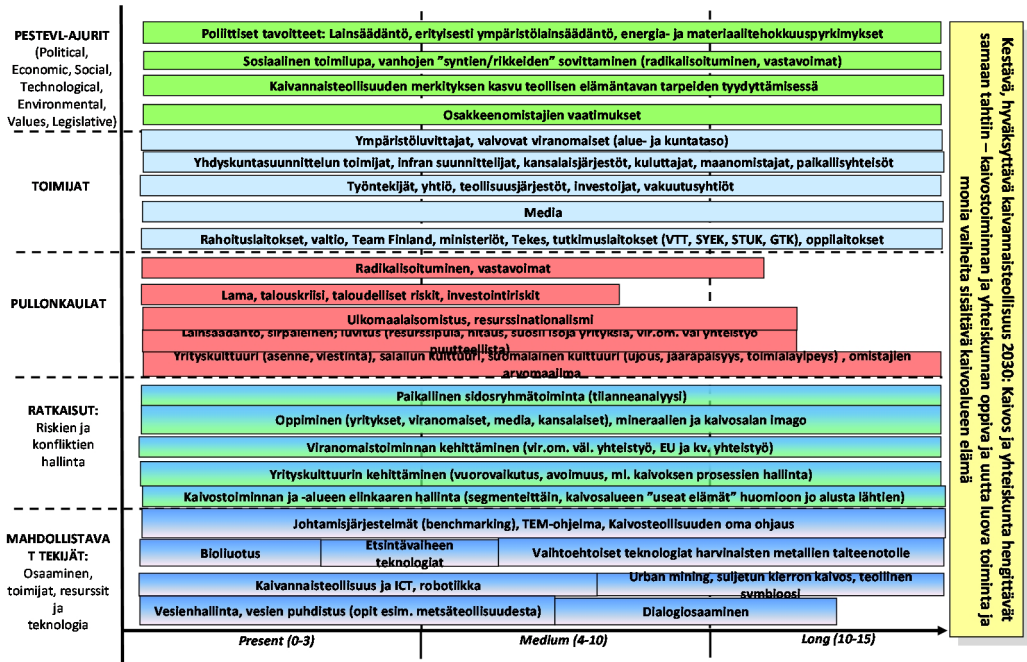 PESTEVL-AJURIT
(Political,
Economic, Social,
Technological,
Environmental,
Values, Legislative)
Poliittiset tavoitteet: Lainsäädäntö, erityisesti ympäristölainsäädäntö, energia- ja materiaalitehokkuuspyrkimykset
Sosiaalinen toimilupa, vanhojen ”syntien/rikkeiden” sovittaminen (radikalisoituminen, vastavoimat)
Kaivannaisteollisuuden merkityksen kasvu teollisen elämäntavan tarpeiden tyydyttämisessä
Osakkeenomistajien vaatimukset
TOIMIJAT
Ympäristöluvittajat, valvovat viranomaiset (alue- ja kuntataso)
Yhdyskuntasuunnittelun toimijat, infran suunnittelijat, kansalaisjärjestöt, kuluttajat, maanomistajat, paikallisyhteisöt
Työntekijät, yhtiö, teollisuusjärjestöt, investoijat, vakuutusyhtiöt
Media
Rahoituslaitokset, valtio, Team Finland, ministeriöt, Tekes, tutkimuslaitokset (VTT, SYEK, STUK, GTK), oppilaitokset
PULLONKAULAT
Radikalisoituminen, vastavoimat
Lama, talouskriisi, taloudelliset riskit, investointiriskit
Ulkomaalaisomistus, resurssinationalismi
Lainsäädäntö, sirpaleinen; luvitus (resurssipula, hitaus, suosii isoja yrityksiä, vir.om. väl yhteistyö
puutteellista)
Yrityskulttuuri (asenne, viestintä), salailun kulttuuri, suomalainen kulttuuri (ujous, jääräpäisyys, toimialaylpeys) , omistajien
arvomaailma
RATKAISUT:
Riskien ja
konfliktien
hallinta
Paikallinen sidosryhmätoiminta (tilanneanalyysi)
Oppiminen (yritykset, viranomaiset, media, kansalaiset), mineraalien ja kaivosalan imago
Viranomaistoiminnan kehittäminen (vir.om. väl. yhteistyö, EU ja kv. yhteistyö)
Yrityskulttuurin kehittäminen (vuorovaikutus, avoimuus, ml. kaivoksen prosessien hallinta)
Kaivostoiminnan ja -alueen elinkaaren hallinta (segmenteittäin, kaivosalueen ”useat elämät” huomioon jo alusta lähtien)
MAHDOLLISTAVA
T TEKIJÄT:
Osaaminen,
toimijat, resurssit
ja
teknologia
Johtamisjärjestelmät (benchmarking), TEM-ohjelma, Kaivosteollisuuden oma ohjaus
Bioliuotus
Etsintävaiheen
teknologiat
Vaihtoehtoiset teknologiat harvinaisten metallien talteenotolle
Kaivannaisteollisuus ja ICT, robotiikka
Urban mining, suljetun kierron kaivos, teollinen
symbioosi
Vesienhallinta, vesien puhdistus (opit esim. metsäteollisuudesta)
Dialogiosaaminen
Present (0-3)
Medium (4-10)
Long (10-15)
Kestävä, hyväksyttävä kaivannaisteollisuus 2030: Kaivos ja yhteiskunta hengittävät
samaan tahtiin – kaivostoiminnan ja yhteiskunnan oppiva ja uutta luova toiminta ja
monia vaiheita sisältävä kaivoalueen elämä